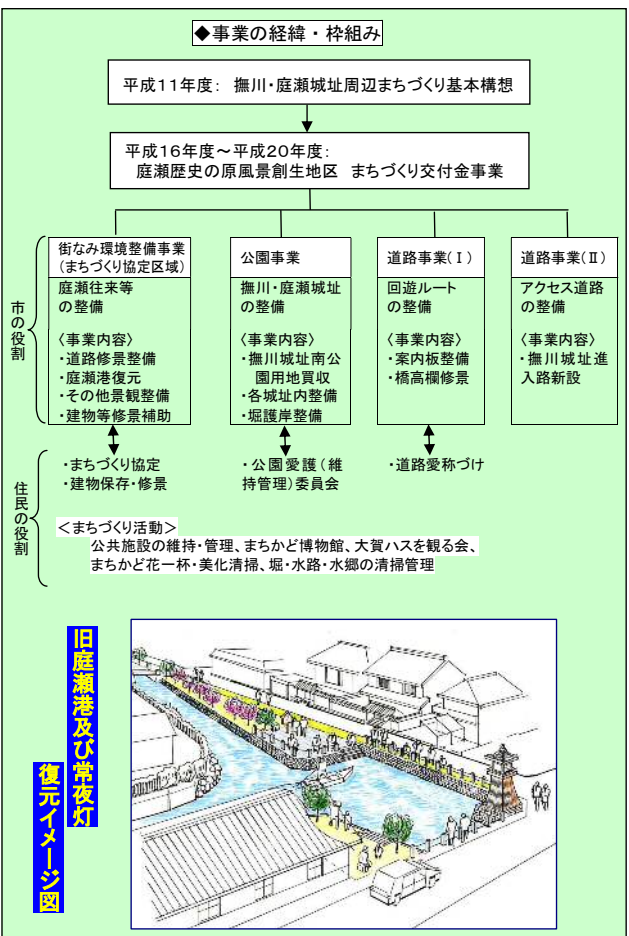 ◆事業の経緯・枠組み
平成11年度： 撫川・庭瀬城址周辺まちづくり基本構想
平成16年度～平成20年度：
庭瀬歴史の原風景創生地区 まちづくり交付金事業
市の役割
街なみ環境整備事業
(まちづくり協定区域)
庭瀬往来等
の整備
〈事業内容〉
・道路修景整備
・庭瀬港復元
・その他景観整備
・建物等修景補助
公園事業
撫川・庭瀬城址
の整備
〈事業内容〉
・撫川城址南公
園用地買収
・各城址内整備
・堀護岸整備
道路事業(Ⅰ)
回遊ルート
の整備
〈事業内容〉
・案内板整備
・橋高欄修景
道路事業(Ⅱ)
アクセス道路
の整備
〈事業内容〉
・撫川城址進
入路新設
住民の役割
・まちづくり協定
・建物保存・修景
・公園愛護(維
持管理)委員会
・道路愛称づけ
＜まちづくり活動＞
公共施設の維持・管理、まちかど博物館、大賀ハスを観る会、
まちかど花一杯・美化清掃、堀・水路・水郷の清掃管理
旧庭瀬港及び常夜灯
復元イメージ図